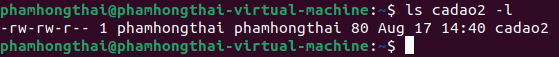 phamhongthai@phamhongthai-virtual-machine:~$ ls cadao2 -l
-rw-rw-r-- 1 phamhongthai phamhongthai 80 Aug 17 14:40 cadao2
phamhongthai@phamhongthai-virtual-machine:~$